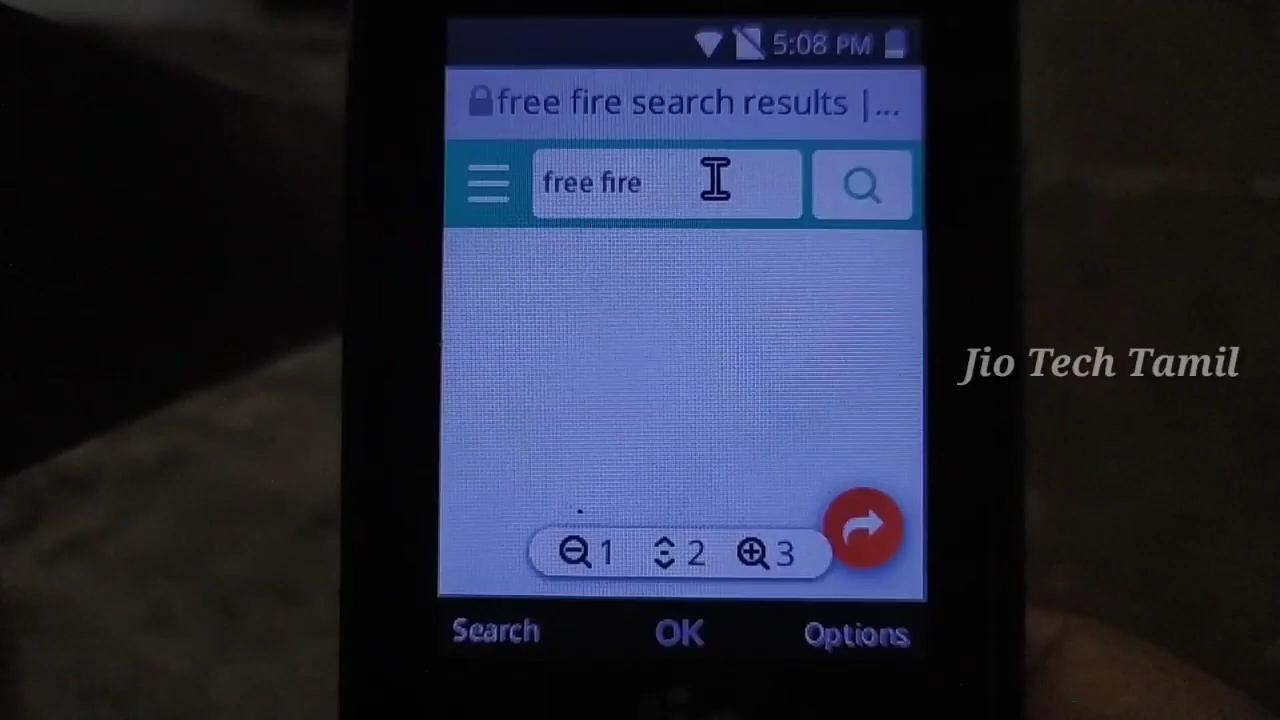 5:08 PM
free fire search results |...
free fire
Jio Tech Tamil
1 2 3
Search OK Options